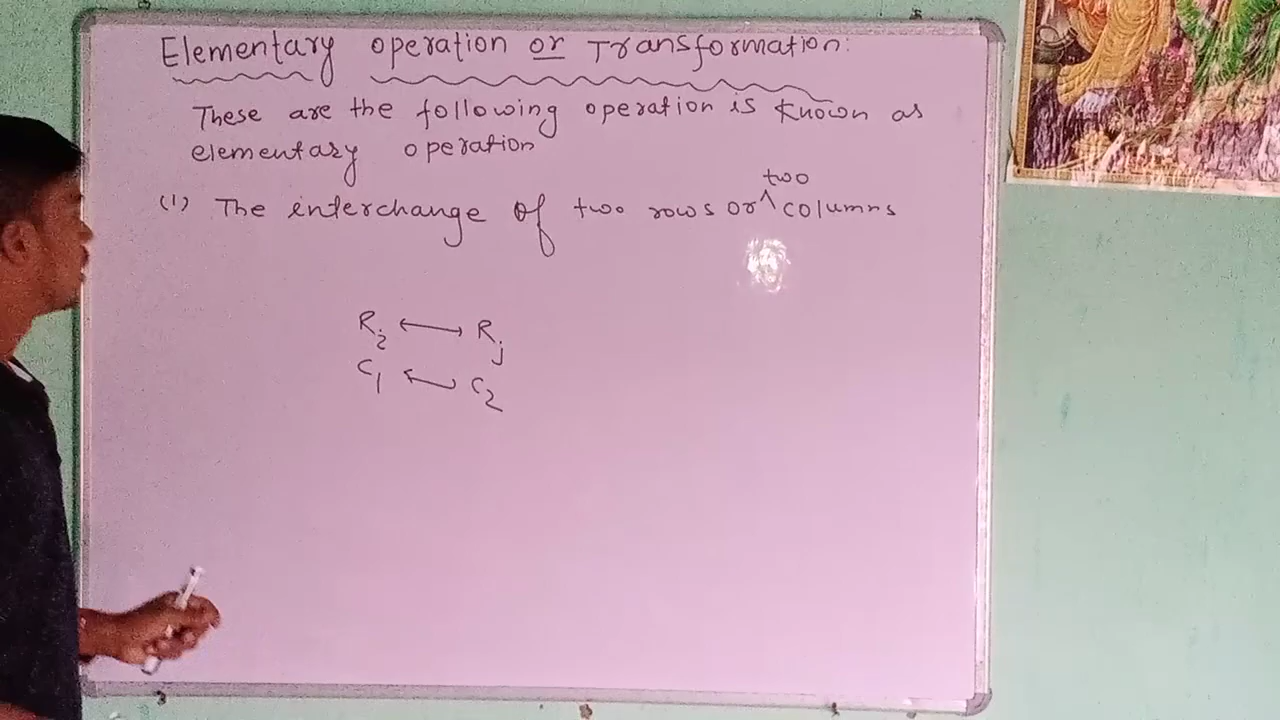 Elementary operation or Transformation:
These are the following operation is known as
elementary operation
(1) The interchange of two rows or ^two columns
Ri ↔ Rj
C1 ↔ C2